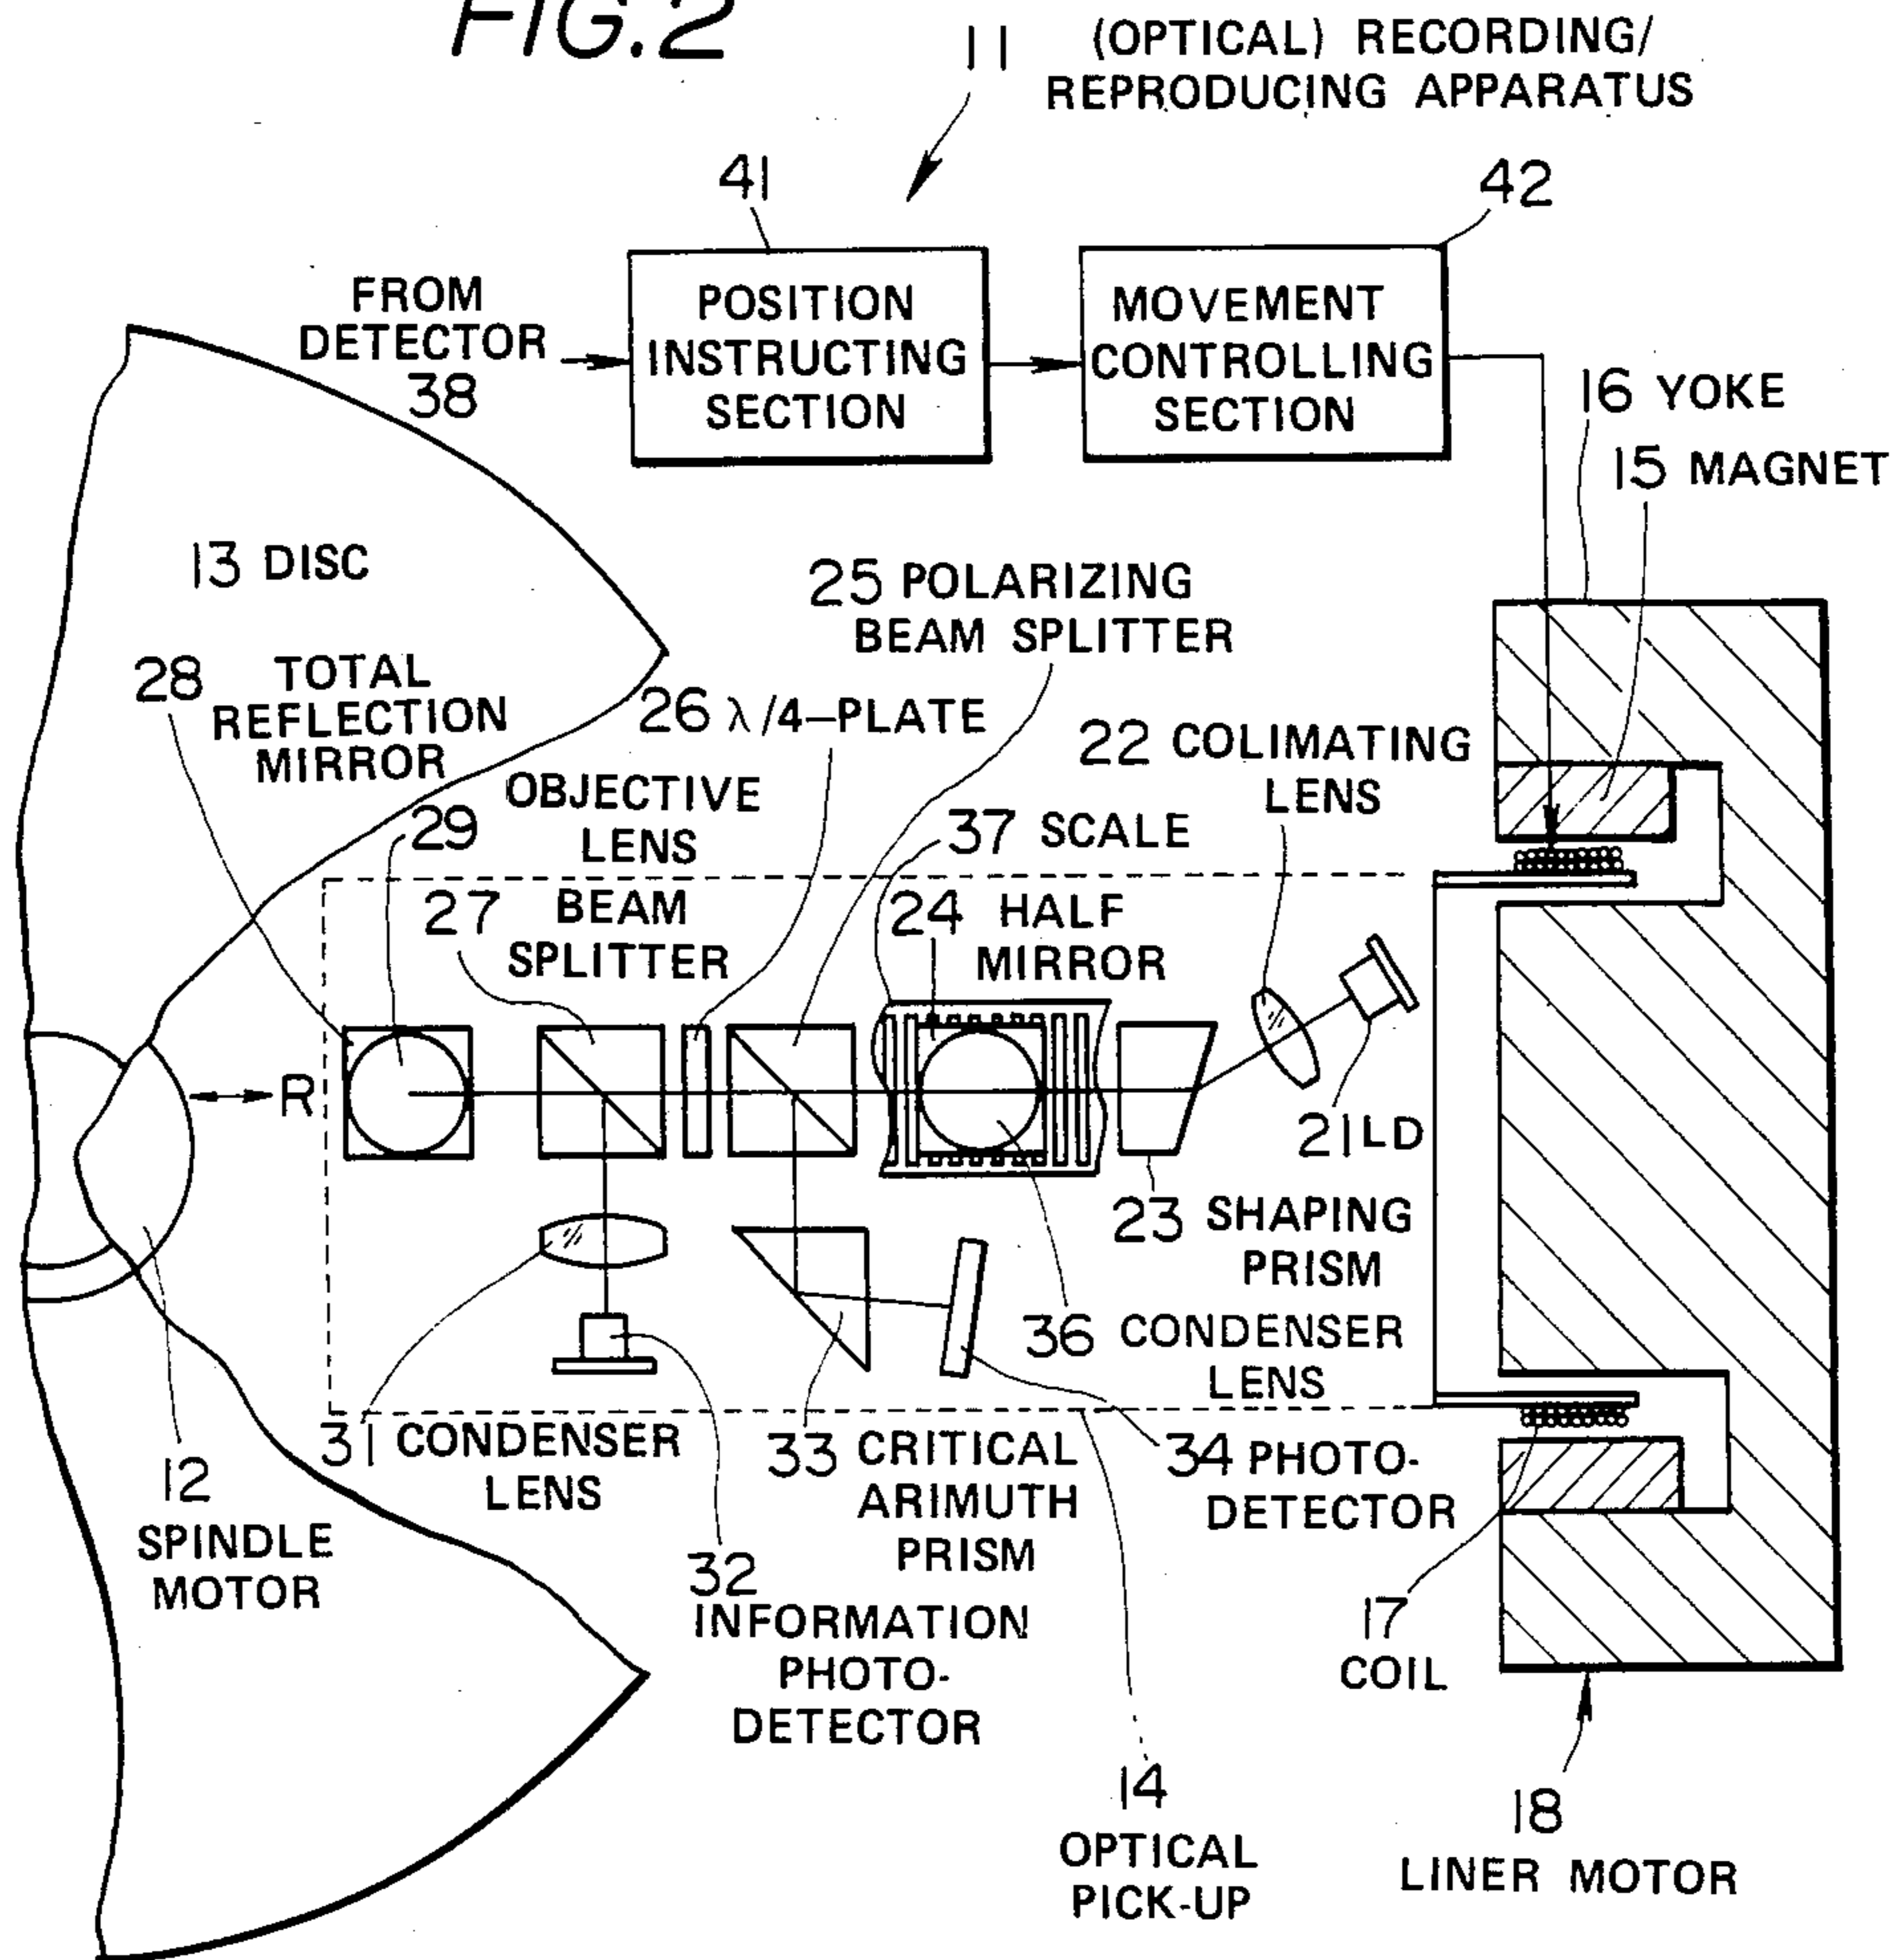 FIG.2
11 (OPTICAL) RECORDING/
REPRODUCING APPARATUS
41
42
FROM
DETECTOR
38
POSITION
INSTRUCTING
SECTION
MOVEMENT
CONTROLLING
SECTION
16 YOKE
15 MAGNET
13 DISC
25 POLARIZING
BEAM SPLITTER
28 TOTAL
REFLECTION
MIRROR
26 λ/4-PLATE
22 COLIMATING
LENS
29 OBJECTIVE
LENS
37 SCALE
27 BEAM
SPLITTER
24 HALF
MIRROR
R
21 LD
23 SHAPING
PRISM
36 CONDENSER
LENS
31 CONDENSER
LENS
33 CRITICAL
ARIMUTH
PRISM
34 PHOTO-
DETECTOR
12
SPINDLE
MOTOR
32
INFORMATION
PHOTO-
DETECTOR
17
COIL
14
OPTICAL
PICK-UP
18
LINER MOTOR